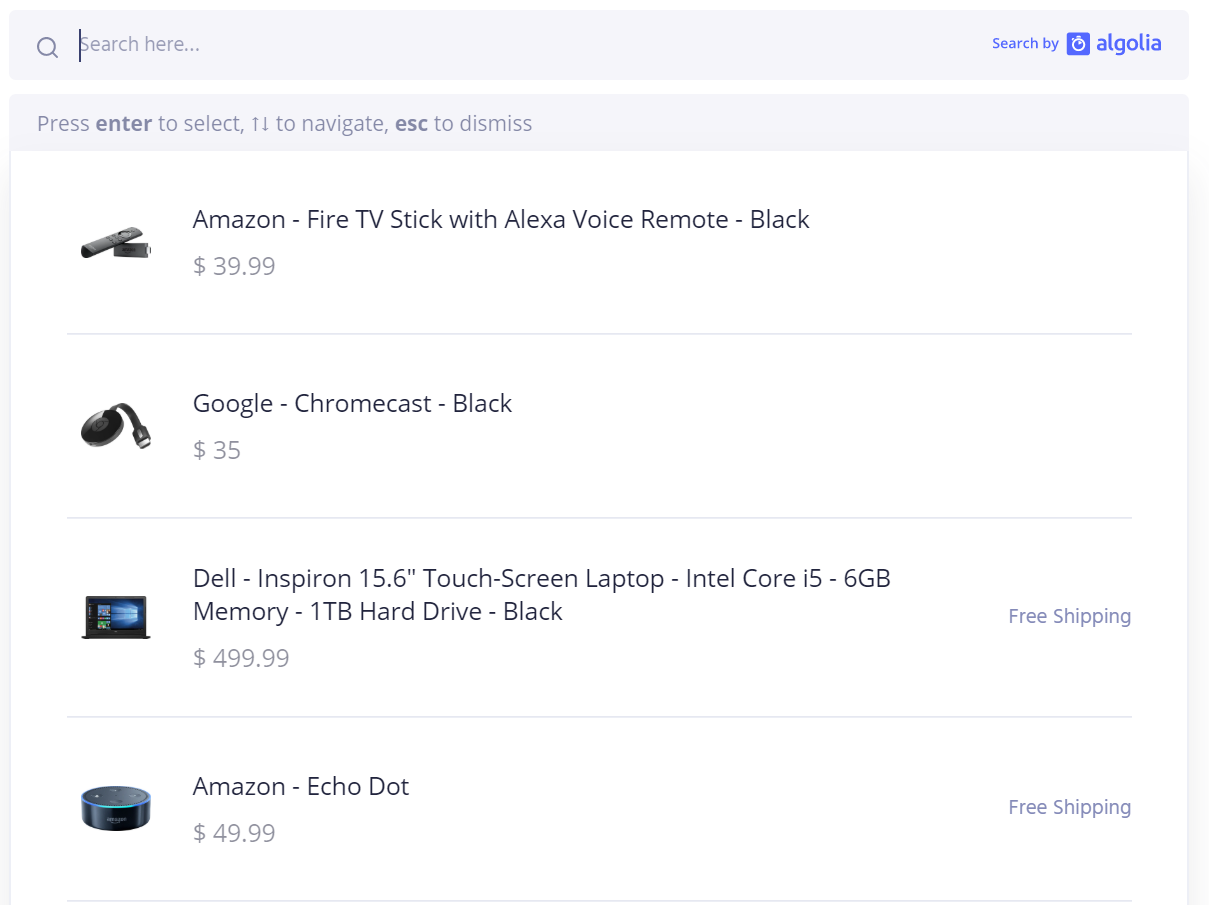 Search here...
Search by algolia
Press enter to select, ↑↓ to navigate, esc to dismiss
Amazon - Fire TV Stick with Alexa Voice Remote - Black
$ 39.99
Google - Chromecast - Black
$ 35
Dell - Inspiron 15.6" Touch-Screen Laptop - Intel Core i5 - 6GB
Memory - 1TB Hard Drive - Black
Free Shipping
$ 499.99
Amazon - Echo Dot
Free Shipping
$ 49.99